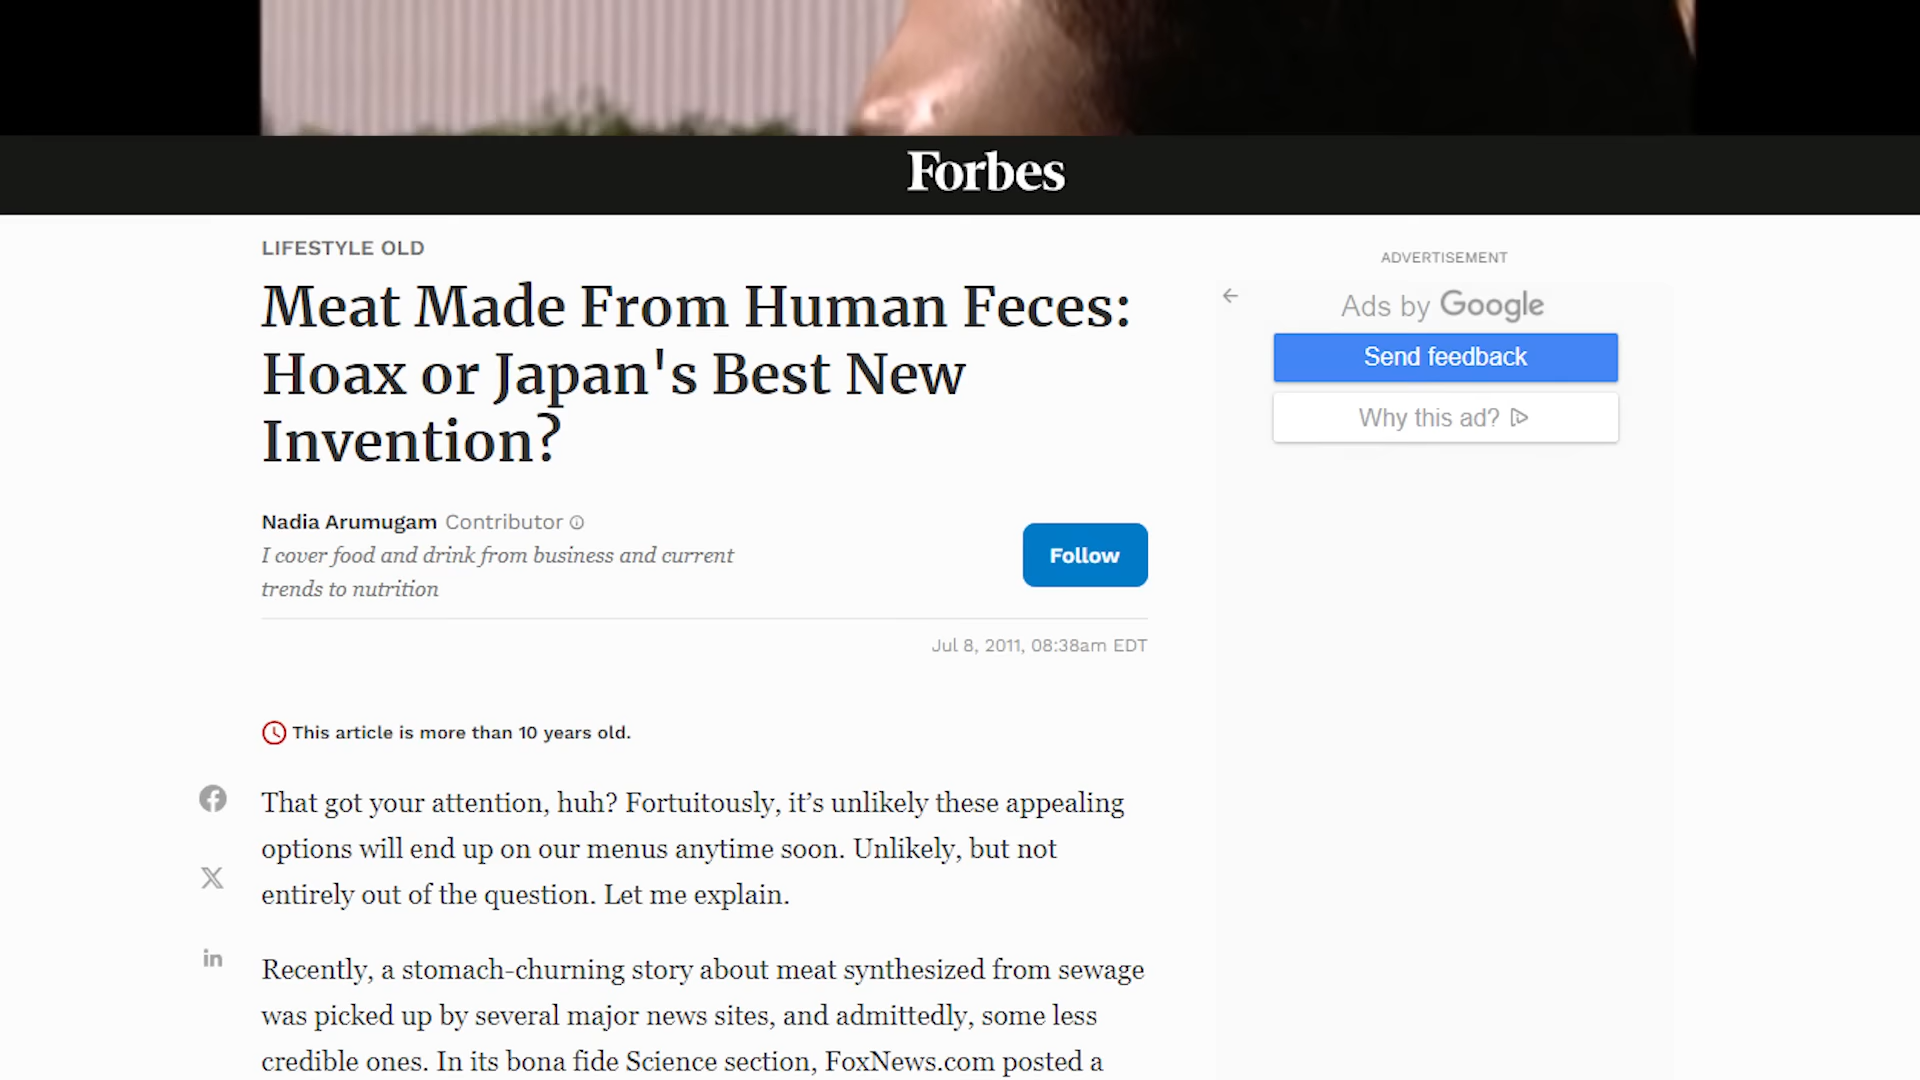 Forbes
LIFESTYLE OLD
Meat Made From Human Feces:
Hoax or Japan's Best New
Invention?
Nadia Arumugam Contributor
I cover food and drink from business and current
trends to nutrition
Follow
Jul 8, 2011, 08:38am EDT
This article is more than 10 years old.
That got your attention, huh? Fortuitously, it’s unlikely these appealing
options will end up on our menus anytime soon. Unlikely, but not
entirely out of the question. Let me explain.
Recently, a stomach-churning story about meat synthesized from sewage
was picked up by several major news sites, and admittedly, some less
credible ones. In its bona fide Science section, FoxNews.com posted a
ADVERTISEMENT
Ads by Google
Send feedback
Why this ad?